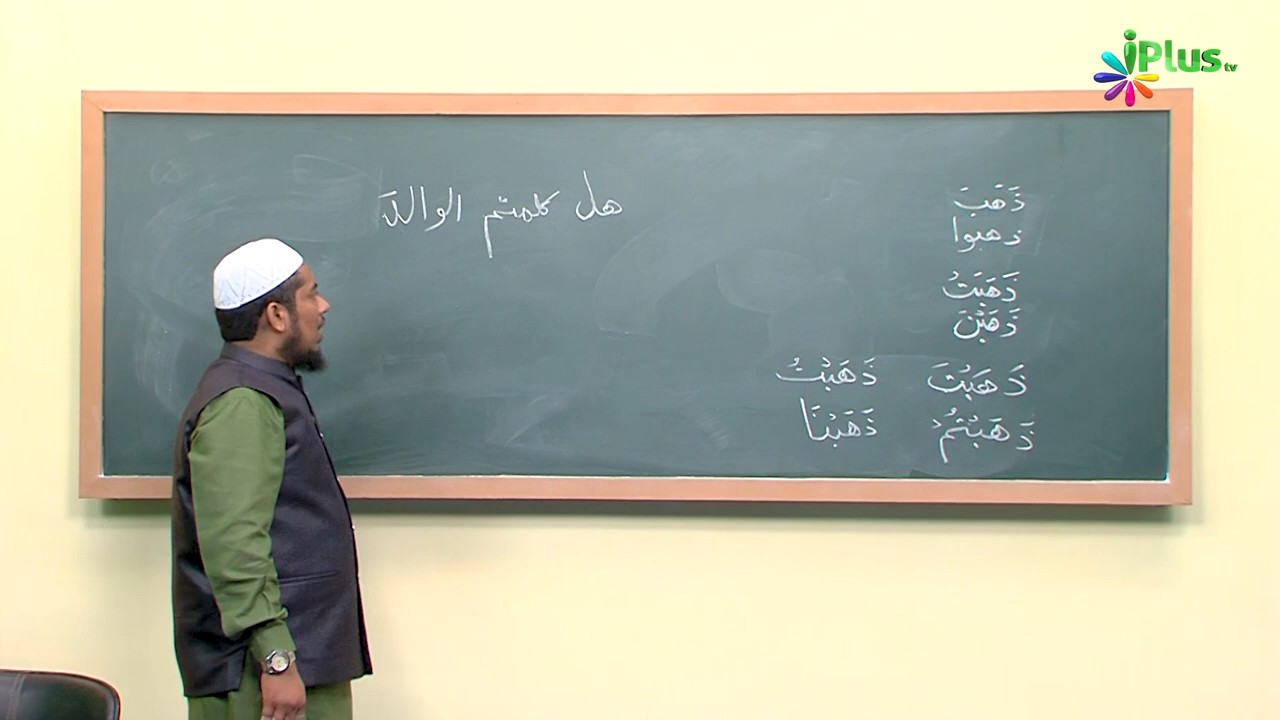 iPlus tv
هل كلمتم الوالدَ
ذَهَبَ
ذهبوا
ذَهَبَتْ
ذَهَبْنَ
ذَهَبْتَ ذَهَبْتُ
ذَهَبْتُمْ ذَهَبْنَا